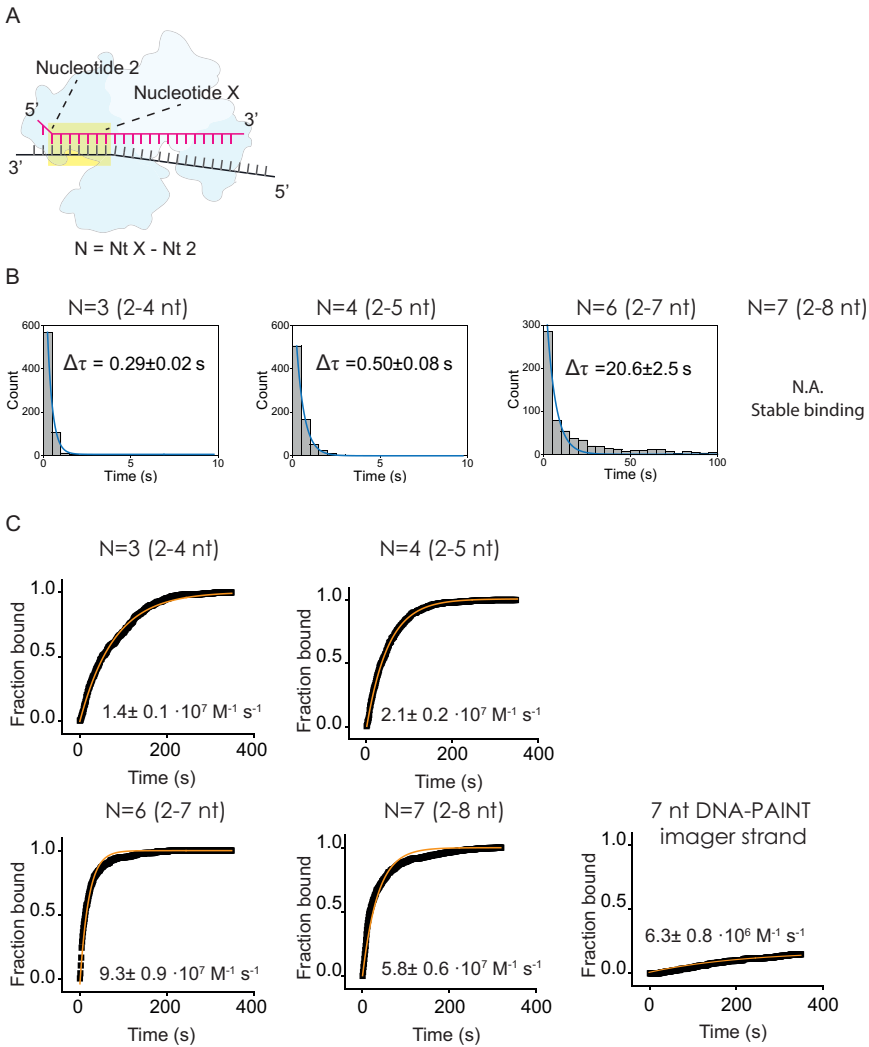 A
Nucleotide 2
Nucleotide X
5’
3’
3’
5’
N = Nt X - Nt 2
B
N=3 (2-4 nt)
N=4 (2-5 nt)
N=6 (2-7 nt)
N=7 (2-8 nt)
600
400
200
0
Count
Δτ = 0.29±0.02 s
0
5
10
Time (s)
600
400
200
0
Count
Δτ =0.50±0.08 s
0
5
10
Time (s)
300
200
100
0
Count
Δτ =20.6±2.5 s
0
50
100
Time (s)
N.A.
Stable binding
C
N=3 (2-4 nt)
1.0
0.5
0.0
Fraction bound
1.4± 0.1 ·10⁷ M⁻¹ s⁻¹
0
200
400
Time (s)
N=4 (2-5 nt)
1.0
0.5
0.0
Fraction bound
2.1± 0.2 ·10⁷ M⁻¹ s⁻¹
0
200
400
Time (s)
N=6 (2-7 nt)
1.0
0.5
0.0
Fraction bound
9.3± 0.9 ·10⁷ M⁻¹ s⁻¹
0
200
400
Time (s)
N=7 (2-8 nt)
1.0
0.5
0.0
Fraction bound
5.8± 0.6 ·10⁷ M⁻¹ s⁻¹
0
200
400
Time (s)
7 nt DNA-PAINT
imager strand
1.0
0.5
0.0
Fraction bound
6.3± 0.8 ·10⁶ M⁻¹ s⁻¹
0
200
400
Time (s)